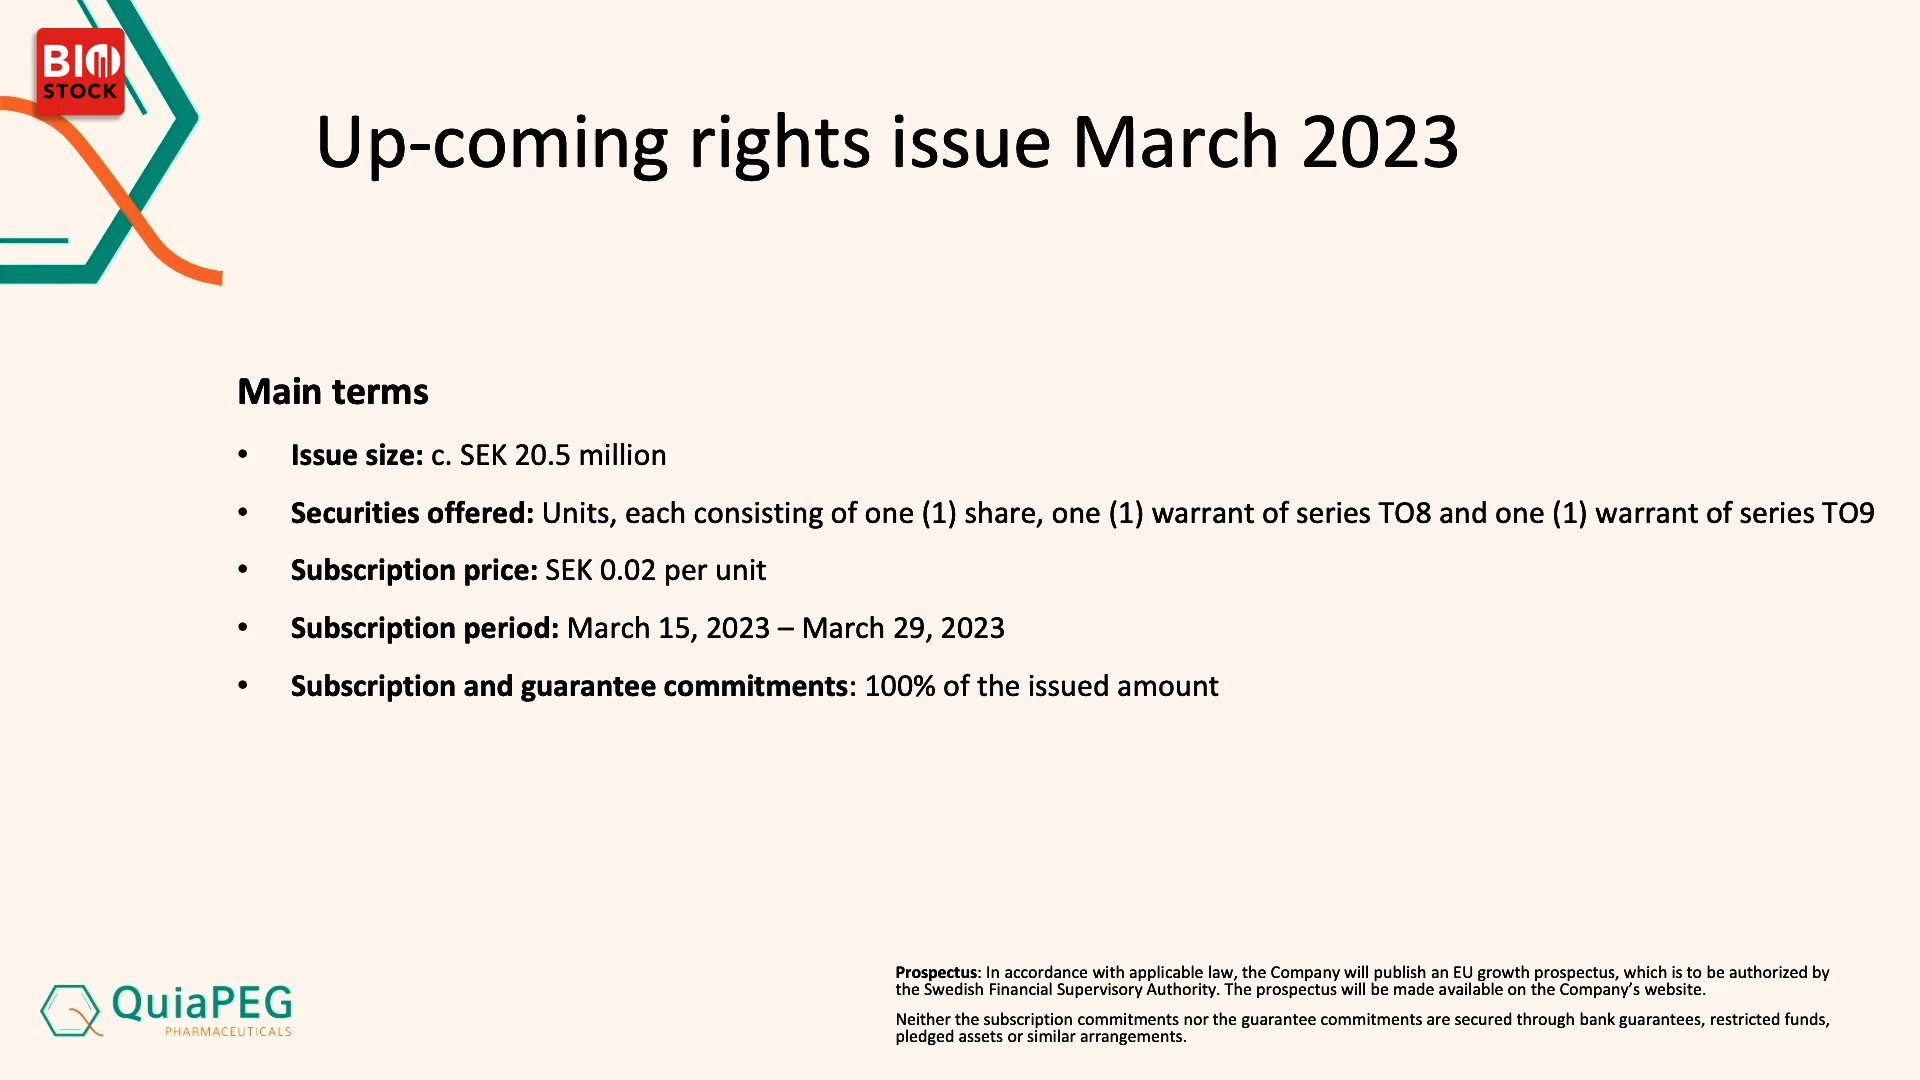 BIO
STOCK
Up-coming rights issue March 2023
Main terms
• Issue size: c. SEK 20.5 million
• Securities offered: Units, each consisting of one (1) share, one (1) warrant of series TO8 and one (1) warrant of series TO9
• Subscription price: SEK 0.02 per unit
• Subscription period: March 15, 2023 – March 29, 2023
• Subscription and guarantee commitments: 100% of the issued amount
QuiaPEG
PHARMACEUTICALS
Prospectus: In accordance with applicable law, the Company will publish an EU growth prospectus, which is to be authorized by
the Swedish Financial Supervisory Authority. The prospectus will be made available on the Company’s website.
Neither the subscription commitments nor the guarantee commitments are secured through bank guarantees, restricted funds,
pledged assets or similar arrangements.